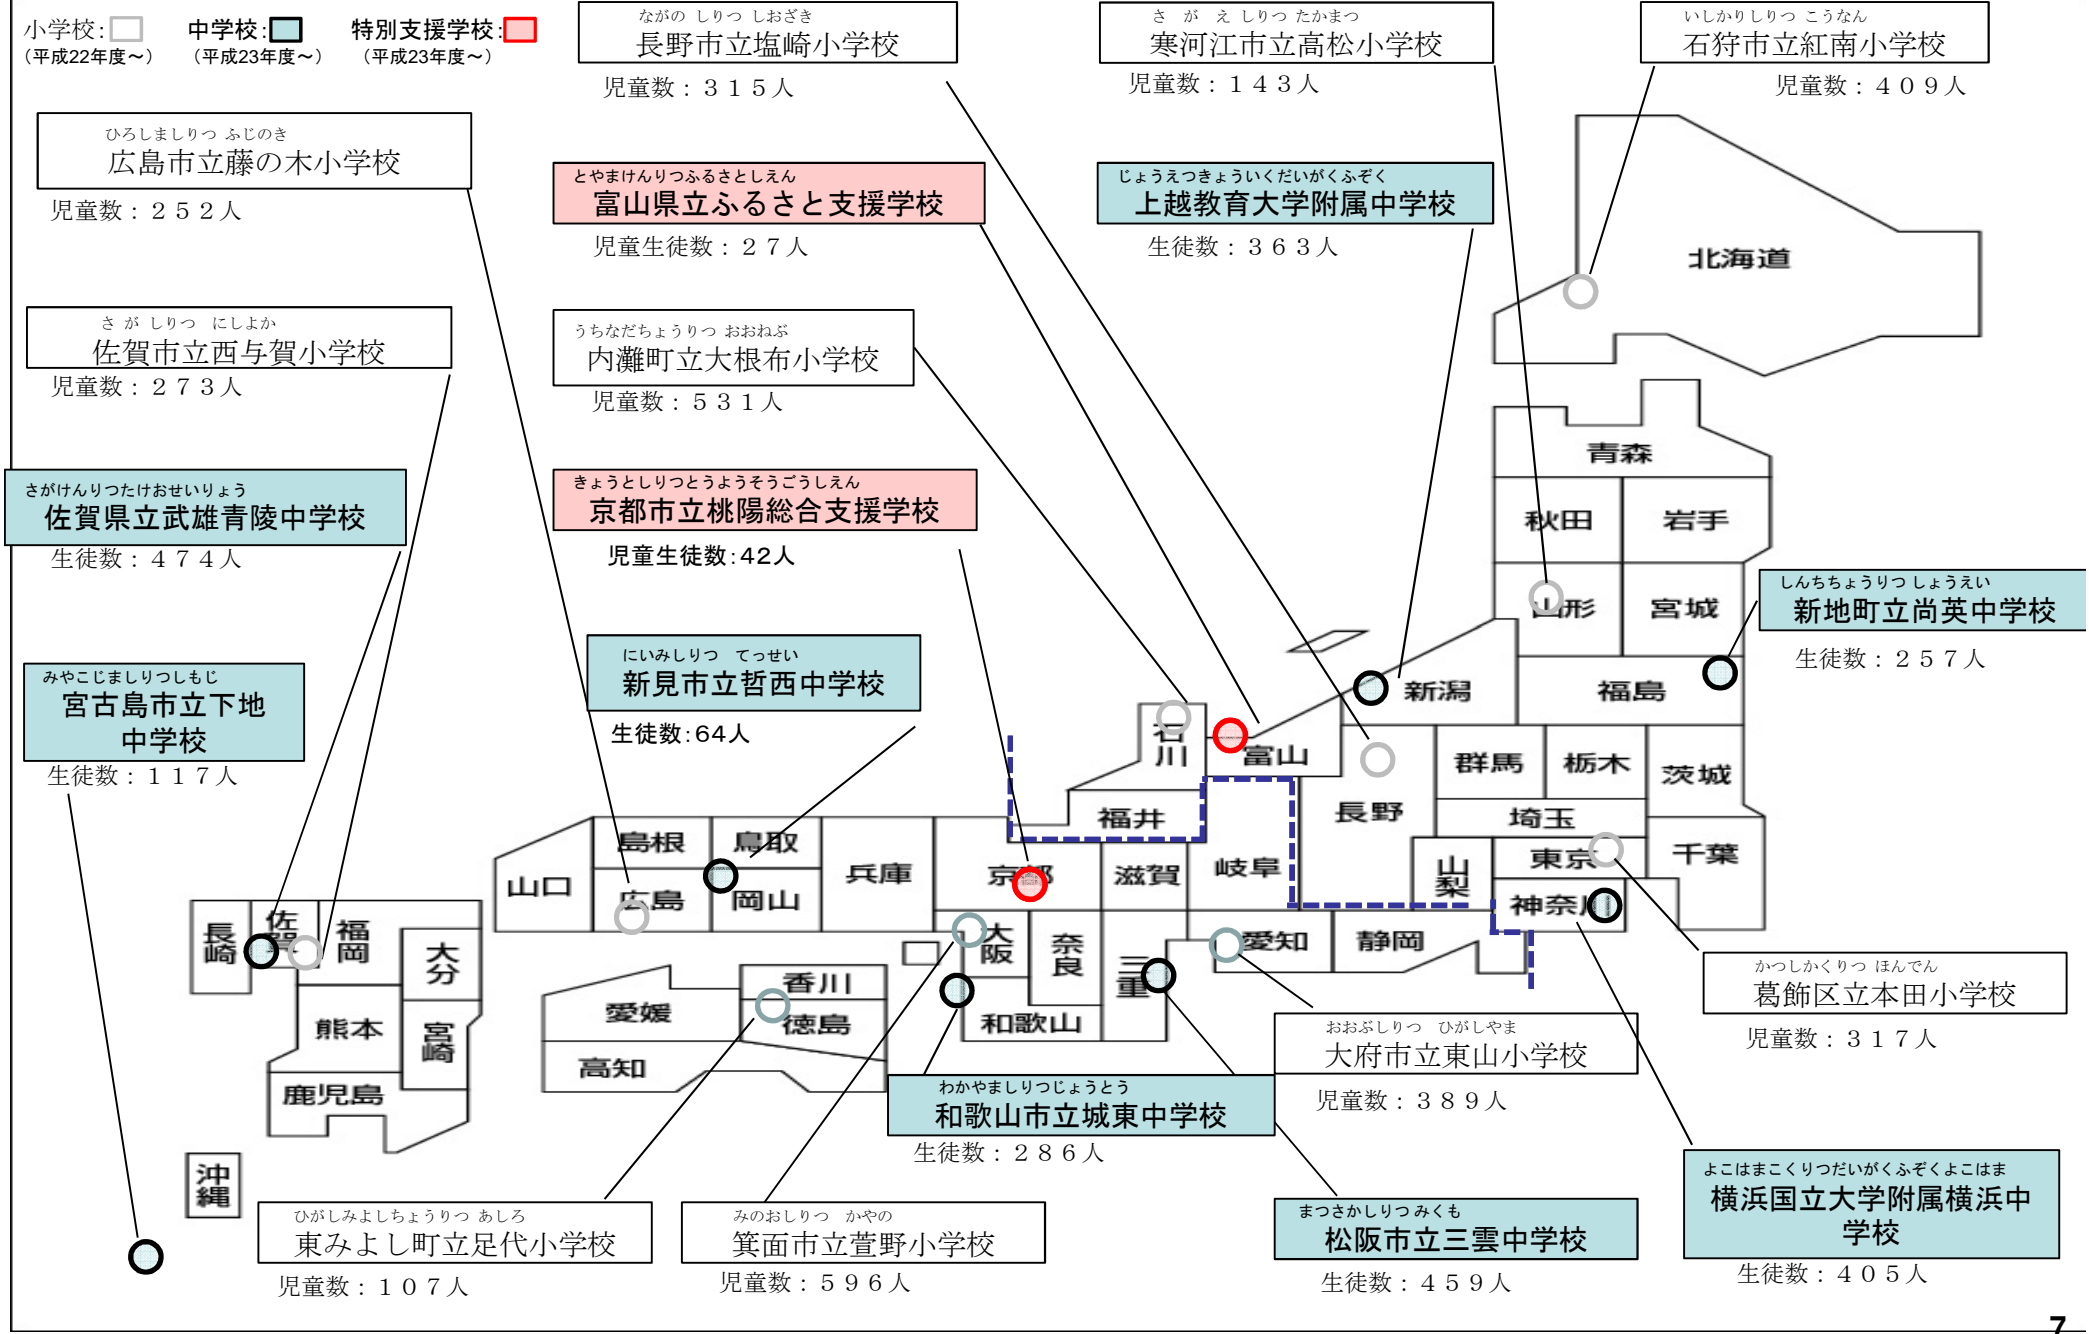 小学校：
（平成22年度～）
中学校：
（平成23年度～）
特別支援学校：
（平成23年度～）
ながの しりつ しおざき
長野市立塩崎小学校
児童数：３１５人
さ が え しりつ たかまつ
寒河江市立高松小学校
児童数：１４３人
いしかりしりつ こうなん
石狩市立紅南小学校
児童数：４０９人
ひろしましりつ ふじのき
広島市立藤の木小学校
児童数：２５２人
とやまけんりつふるさとしえん
富山県立ふるさと支援学校
児童生徒数：２７人
じょうえつきょういくだいがくふぞく
上越教育大学附属中学校
生徒数：３６３人
さ が しりつ にしよか
佐賀市立西与賀小学校
児童数：２７３人
うちなだちょうりつ おおねぶ
内灘町立大根布小学校
児童数：５３１人
さがけんりつたけおせいりょう
佐賀県立武雄青陵中学校
生徒数：４７４人
きょうとしりつとうようそうごうしえん
京都市立桃陽総合支援学校
児童生徒数：42人
しんちちょうりつ しょうえい
新地町立尚英中学校
生徒数：２５７人
みやこじましりつしもじ
宮古島市立下地
中学校
生徒数：１１７人
にいみしりつ てっせい
新見市立哲西中学校
生徒数：64人
北海道
青森
秋田
岩手
山形
宮城
新潟
福島
石川
富山
群馬
栃木
茨城
福井
長野
埼玉
山梨
東京
千葉
神奈川
島根
鳥取
山口
広島
岡山
兵庫
京都
滋賀
岐阜
大阪
奈良
三重
愛知
静岡
和歌山
長崎
佐賀
福岡
大分
熊本
宮崎
鹿児島
沖縄
香川
愛媛
徳島
高知
かつしかくりつ ほんでん
葛飾区立本田小学校
児童数：３１７人
おおぶしりつ ひがしやま
大府市立東山小学校
児童数：３８９人
わかやましりつじょうとう
和歌山市立城東中学校
生徒数：２８６人
よこはまこくりつだいがくふぞくよこはま
横浜国立大学附属横浜中
学校
生徒数：４０５人
ひがしみよしちょうりつ あしろ
東みよし町立足代小学校
児童数：１０７人
みのおしりつ かやの
箕面市立萱野小学校
児童数：５９６人
まつさかしりつ みくも
松阪市立三雲中学校
生徒数：４５９人
7